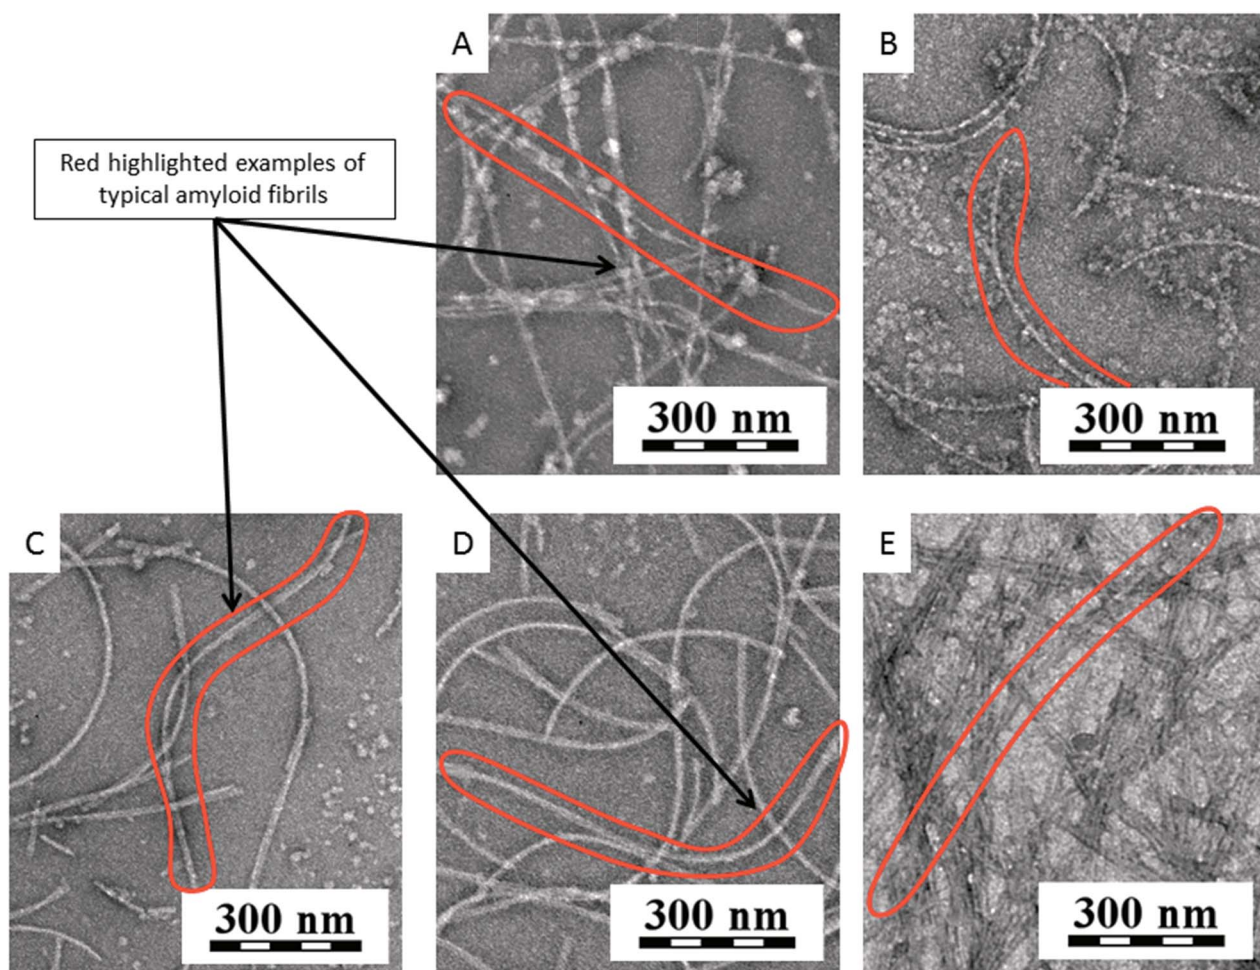 A
B
Red highlighted examples of
typical amyloid fibrils
300 nm
300 nm
C
D
E
300 nm
300 nm
300 nm